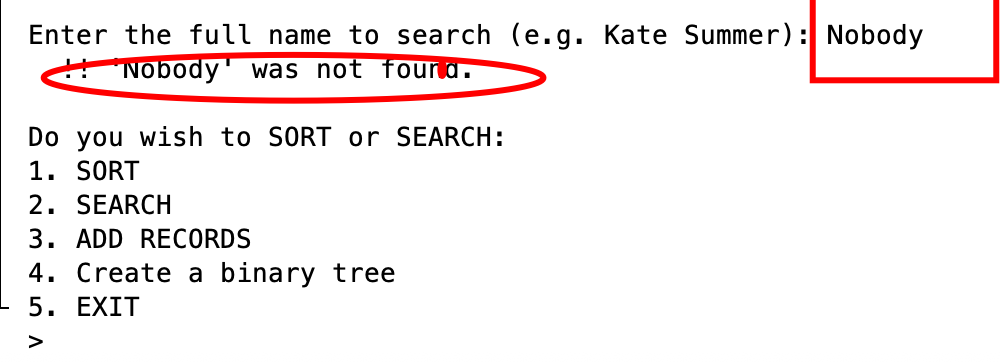 Enter the full name to search (e.g. Kate Summer): Nobody
!! 'Nobody' was not found.
Do you wish to SORT or SEARCH:
1. SORT
2. SEARCH
3. ADD RECORDS
4. Create a binary tree
5. EXIT
>